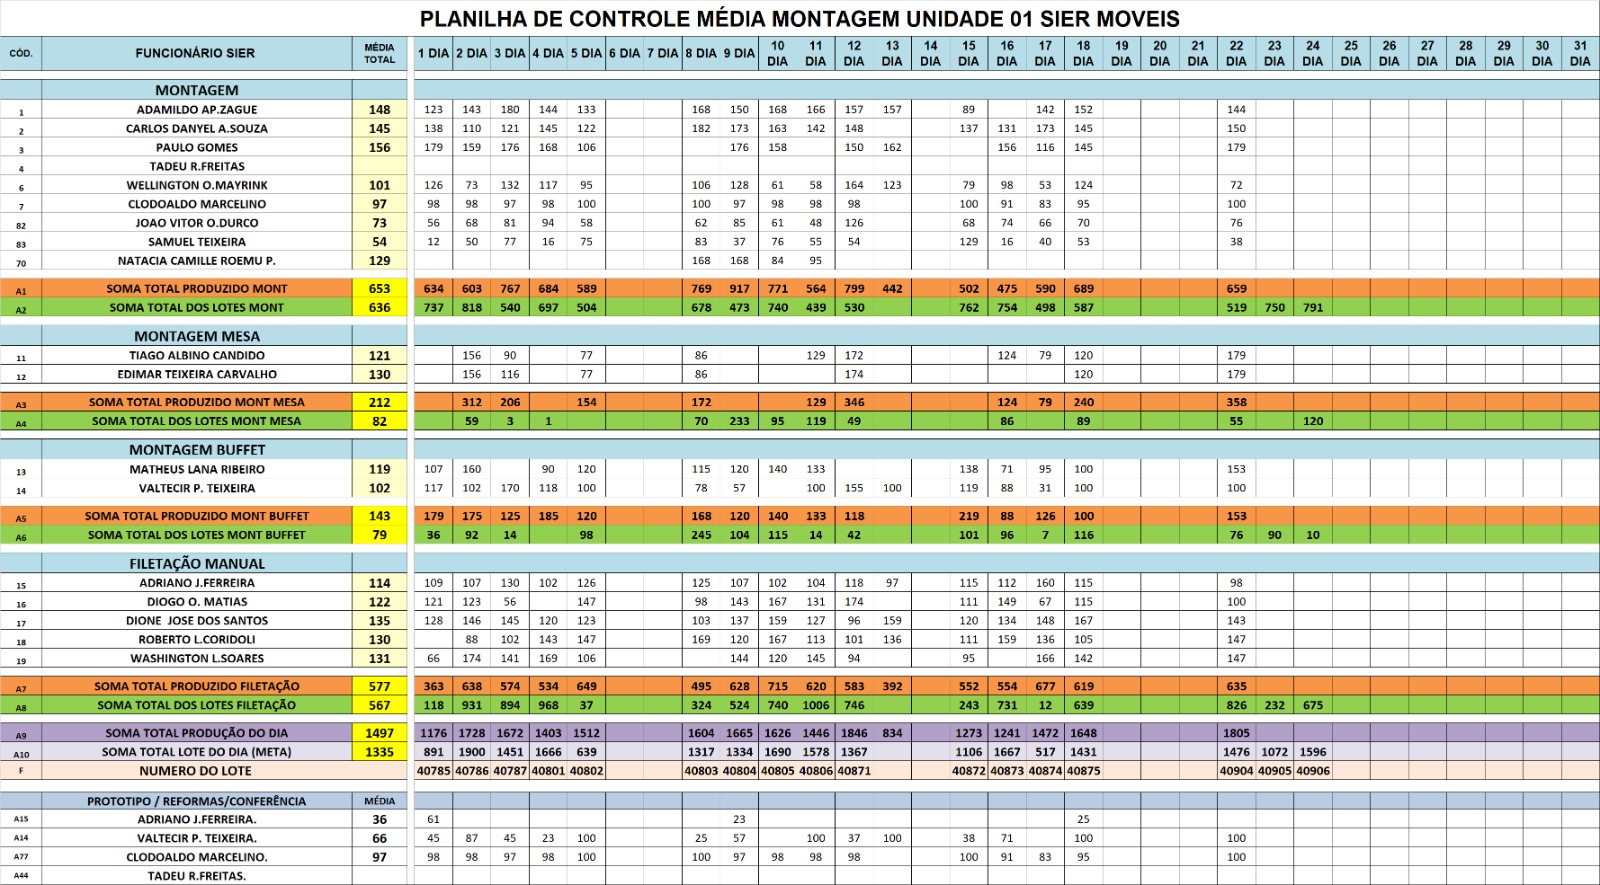 PLANILHA DE CONTROLE MÉDIA MONTAGEM UNIDADE 01 SIER MOVEIS
CÓD. FUNCIONÁRIO SIER MÉDIA TOTAL 1 DIA 2 DIA 3 DIA 4 DIA 5 DIA 6 DIA 7 DIA 8 DIA 9 DIA 10 DIA 11 DIA 12 DIA 13 DIA 14 DIA 15 DIA 16 DIA 17 DIA 18 DIA 19 DIA 20 DIA 21 DIA 22 DIA 23 DIA 24 DIA 25 DIA 26 DIA 27 DIA 28 DIA 29 DIA 30 DIA 31 DIA
MONTAGEM
1 ADAMILDO AP.ZAGUE 148 123 143 180 144 133 168 150 168 166 157 157 89 142 152 144
2 CARLOS DANYEL A.SOUZA 145 138 110 121 145 122 182 173 163 142 148 137 131 173 145 150
3 PAULO GOMES 156 179 159 176 168 106 176 158 150 162 156 116 145 179
4 TADEU R.FREITAS
6 WELLINGTON O.MAYRINK 101 126 73 132 117 95 106 128 61 58 164 123 79 98 53 124 72
7 CLODOALDO MARCELINO 97 98 98 97 98 100 100 97 98 98 98 100 91 83 95 100
82 JOAO VITOR O.DURCO 73 56 68 81 94 58 62 85 61 48 126 68 74 66 70 76
83 SAMUEL TEIXEIRA 54 12 50 77 16 75 83 37 76 55 54 129 16 40 53 38
70 NATACIA CAMILLE ROEMU P. 129 168 168 84 95
A1 SOMA TOTAL PRODUZIDO MONT 653 634 603 767 684 589 769 917 771 564 799 442 502 475 590 689 659
A2 SOMA TOTAL DOS LOTES MONT 636 737 818 540 697 504 678 473 740 439 530 762 754 498 587 519 750 791
MONTAGEM MESA
11 TIAGO ALBINO CANDIDO 121 156 90 77 86 129 172 124 79 120 179
12 EDIMAR TEIXEIRA CARVALHO 130 156 116 77 86 174 120 179
A3 SOMA TOTAL PRODUZIDO MONT MESA 212 312 206 154 172 129 346 124 79 240 358
A4 SOMA TOTAL DOS LOTES MONT MESA 82 59 3 1 70 233 95 119 49 86 89 55 120
MONTAGEM BUFFET
13 MATHEUS LANA RIBEIRO 119 107 160 90 120 115 120 140 133 138 71 95 100 153
14 VALTECIR P. TEIXEIRA 102 117 102 170 118 100 78 57 100 155 100 119 88 31 100 100
A5 SOMA TOTAL PRODUZIDO MONT BUFFET 143 179 175 125 185 120 168 120 140 133 118 219 88 126 100 153
A6 SOMA TOTAL DOS LOTES MONT BUFFET 79 36 92 14 98 245 104 115 14 42 101 96 7 116 76 90 10
FILETAÇÃO MANUAL
15 ADRIANO J.FERREIRA 114 109 107 130 102 126 125 107 102 104 118 97 115 112 160 115 98
16 DIOGO O. MATIAS 122 121 123 56 147 98 143 167 131 174 111 149 67 115 100
17 DIONE JOSE DOS SANTOS 135 128 146 145 120 123 103 137 159 127 96 159 120 134 148 167 143
18 ROBERTO L.CORIDOLI 130 88 102 143 147 169 120 167 113 101 136 111 159 136 105 147
19 WASHINGTON L.SOARES 131 66 174 141 169 106 144 120 145 94 95 166 142 147
A7 SOMA TOTAL PRODUZIDO FILETAÇÃO 577 363 638 574 534 649 495 628 715 620 583 392 552 554 677 619 635
A8 SOMA TOTAL DOS LOTES FILETAÇÃO 567 118 931 894 968 37 324 524 740 1006 746 243 731 12 639 826 232 675
A9 SOMA TOTAL PRODUÇÃO DO DIA 1497 1176 1728 1672 1403 1512 1604 1665 1626 1446 1846 834 1273 1241 1472 1648 1805
A10 SOMA TOTAL LOTE DO DIA (META) 1335 891 1900 1451 1666 639 1317 1334 1690 1578 1367 1106 1667 517 1431 1476 1072 1596
F NUMERO DO LOTE 40785 40786 40787 40801 40802 40803 40804 40805 40806 40871 40872 40873 40874 40875 40904 40905 40906
PROTOTIPO / REFORMAS/CONFERÊNCIA MÉDIA
A15 ADRIANO J.FERREIRA. 36 61 23 25
A14 VALTECIR P. TEIXEIRA. 66 45 87 45 23 100 25 57 100 37 100 38 71 100 100
A77 CLODOALDO MARCELINO. 97 98 98 97 98 100 100 97 98 98 98 100 91 83 95 100
A44 TADEU R.FREITAS.